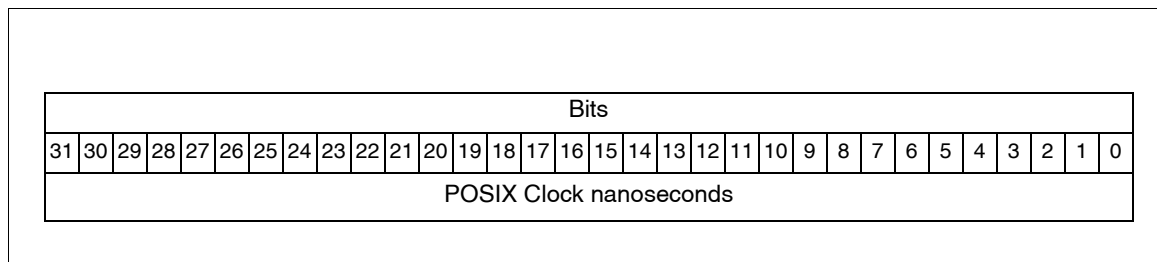 Bits
31 30 29 28 27 26 25 24 23 22 21 20 19 18 17 16 15 14 13 12 11 10 9 8 7 6 5 4 3 2 1 0
POSIX Clock nanoseconds